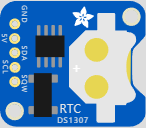 GND
5V
SDA
SCL
SQW
RTC
DS1307